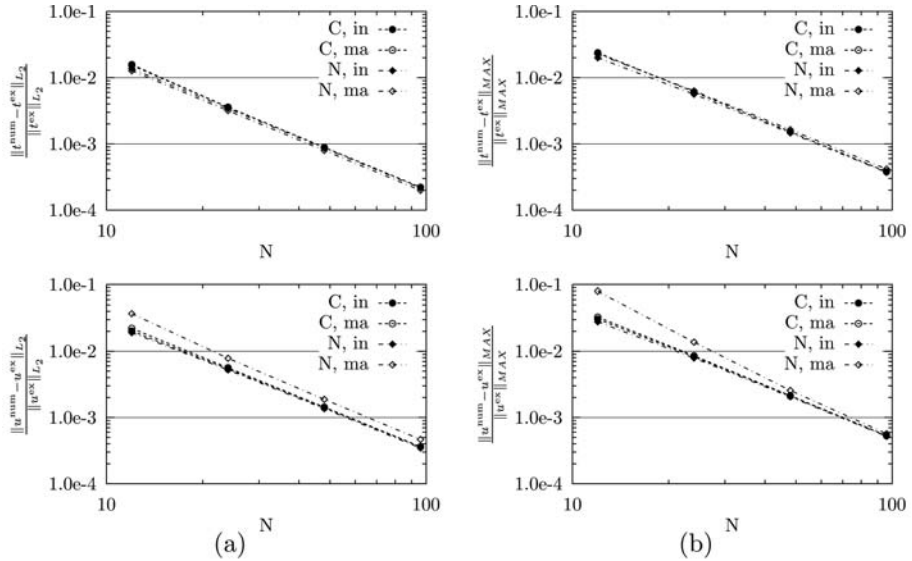 1.0e-1
1.0e-2
1.0e-3
1.0e-4
‖t^num − t^ex‖_L2
‖t^ex‖_L2
C, in
C, ma
N, in
N, ma
10
100
N
1.0e-1
1.0e-2
1.0e-3
1.0e-4
‖t^num − t^ex‖_MAX
‖t^ex‖_MAX
C, in
C, ma
N, in
N, ma
10
100
N
1.0e-1
1.0e-2
1.0e-3
1.0e-4
‖u^num − u^ex‖_L2
‖u^ex‖_L2
C, in
C, ma
N, in
N, ma
10
100
N
1.0e-1
1.0e-2
1.0e-3
1.0e-4
‖u^num − u^ex‖_MAX
‖u^ex‖_MAX
C, in
C, ma
N, in
N, ma
10
100
N
(a)
(b)